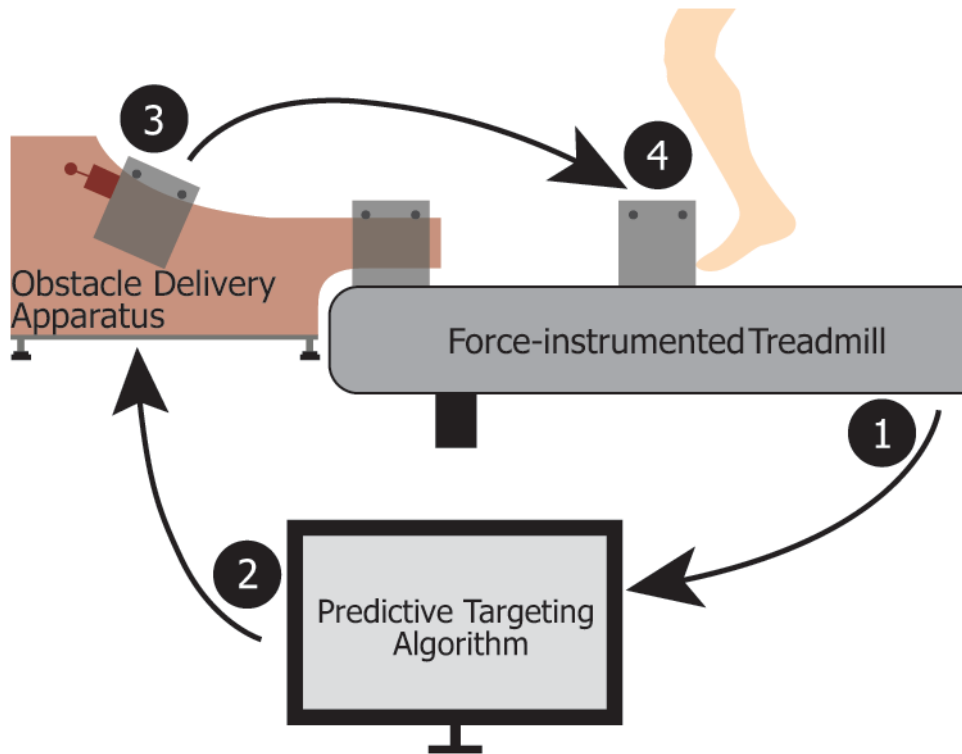 3
4
Obstacle Delivery
Apparatus
Force-instrumented Treadmill
1
2
Predictive Targeting
Algorithm